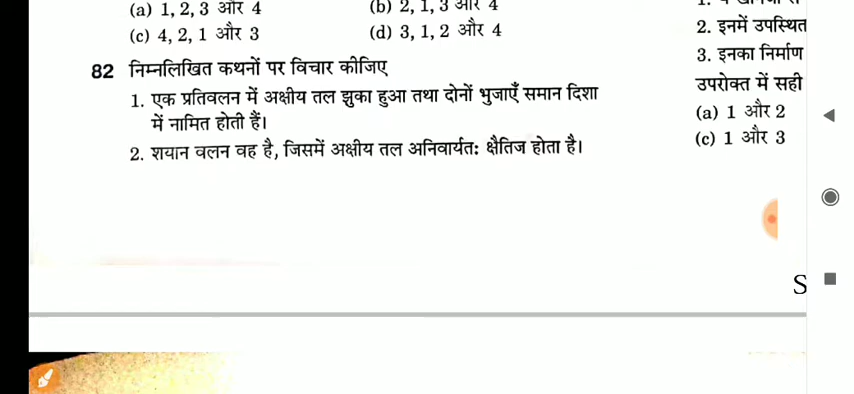 (a) 1, 2, 3 और 4
(b) 2, 1, 3 और 4
(c) 4, 2, 1 और 3
(d) 3, 1, 2 और 4
82 निम्नलिखित कथनों पर विचार कीजिए
1. एक प्रतिवलन में अक्षीय तल झुका हुआ तथा दोनों भुजाएँ समान दिशा
में नामित होती हैं।
2. शयान वलन वह है, जिसमें अक्षीय तल अनिवार्यत: क्षैतिज होता है।
2. इनमें उपस्थित
3. इनका निर्माण
उपरोक्त में सही
(a) 1 और 2
(c) 1 और 3
S